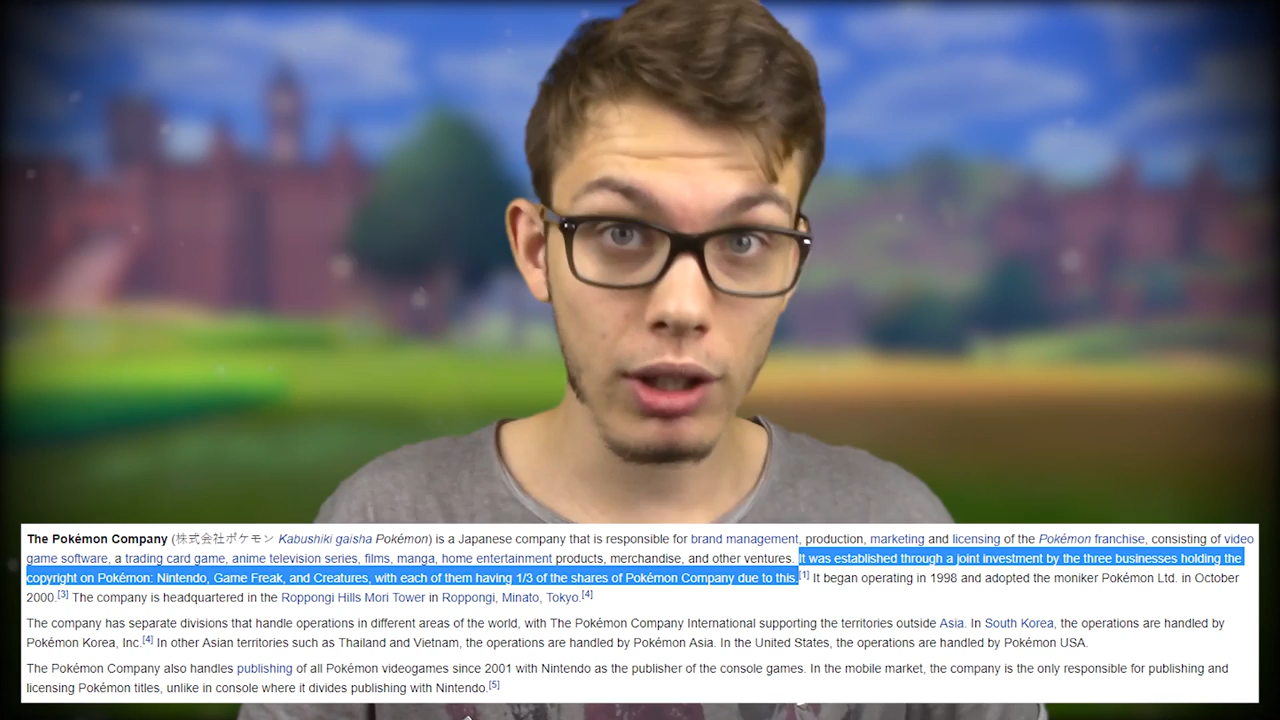 The Pokémon Company (株式会社ポケモン Kabushiki gaisha Pokémon) is a Japanese company that is responsible for brand management, production, marketing and licensing of the Pokémon franchise, consisting of video
game software, a trading card game, anime television series, films, manga, home entertainment products, merchandise, and other ventures. It was established through a joint investment by the three businesses holding the
copyright on Pokémon: Nintendo, Game Freak, and Creatures, with each of them having 1/3 of the shares of Pokémon Company due to this.[1] It began operating in 1998 and adopted the moniker Pokémon Ltd. in October
2000.[3] The company is headquartered in the Roppongi Hills Mori Tower in Roppongi, Minato, Tokyo.[4]
The company has separate divisions that handle operations in different areas of the world, with The Pokémon Company International supporting the territories outside Asia. In South Korea, the operations are handled by
Pokémon Korea, Inc.[4] In other Asian territories such as Thailand and Vietnam, the operations are handled by Pokémon Asia. In the United States, the operations are handled by Pokémon USA.
The Pokémon Company also handles publishing of all Pokémon videogames since 2001 with Nintendo as the publisher of the console games. In the mobile market, the company is the only responsible for publishing and
licensing Pokémon titles, unlike in console where it divides publishing with Nintendo.[5]